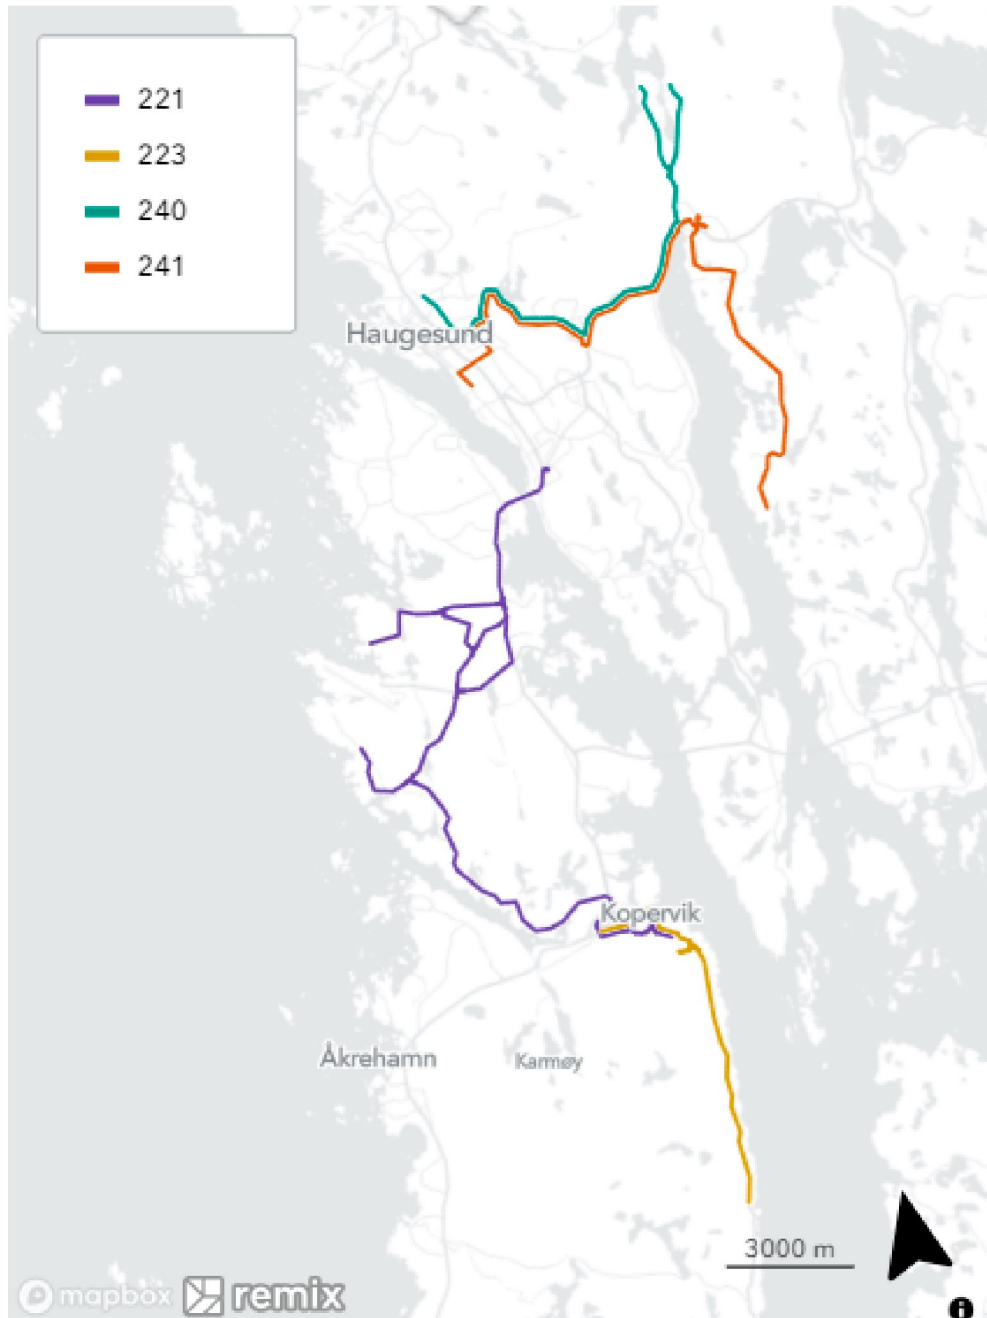 221
223
240
241
Haugesund
Kopervik
Åkrehamn
Karmøy
3000 m
mapbox remix
i